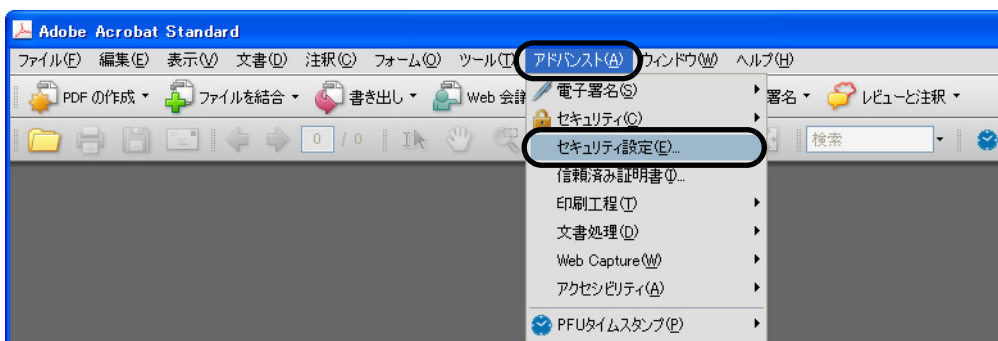 Adobe Acrobat Standard
ファイル(F) 編集(E) 表示(V) 文書(D) 注釈(C) フォーム(O) ツール(T) アドバンスト(A) ウィンドウ(W) ヘルプ(H)
PDF の作成 ファイルを結合 書き出し Web 会議 署名 レビューと注釈
0 / 0 検索
電子署名(S)
セキュリティ(C)
セキュリティ設定(E)...
信頼済み証明書(I)...
印刷工程(T)
文書処理(D)
Web Capture(W)
アクセシビリティ(A)
PFUタイムスタンプ(P)